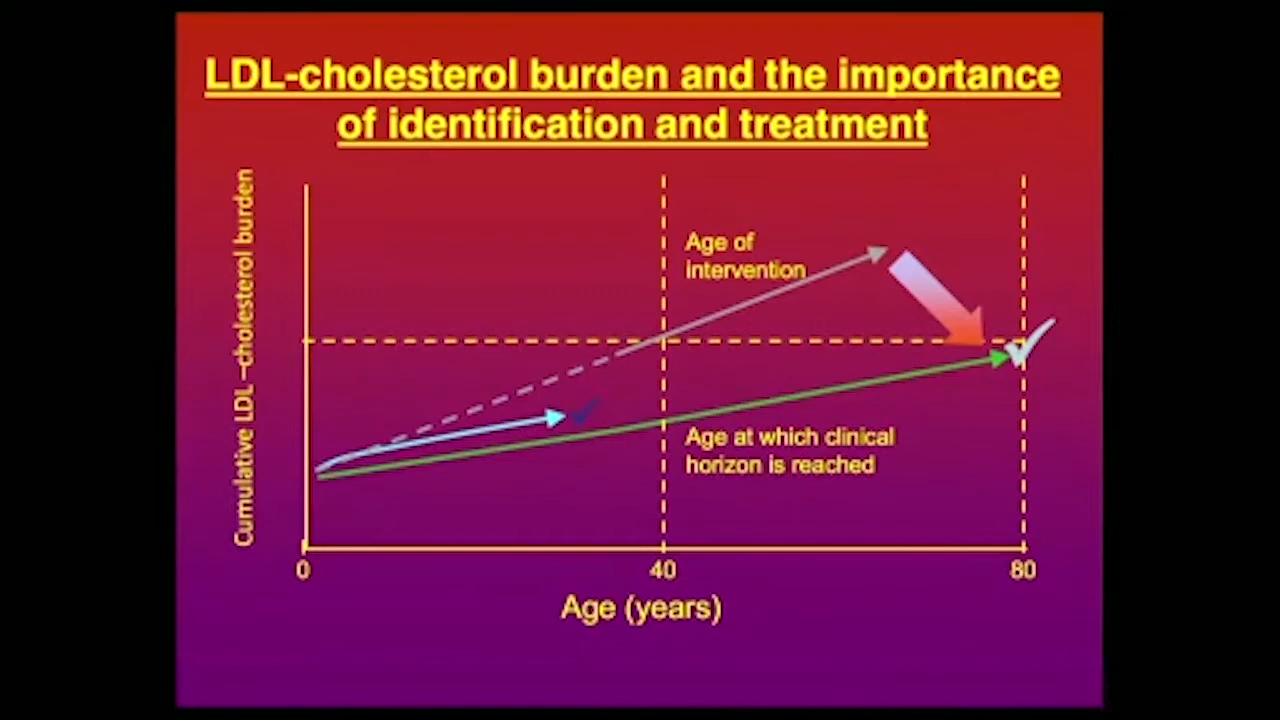 LDL-cholesterol burden and the importance
of identification and treatment
Cumulative LDL –cholesterol burden
Age of
intervention
Age at which clinical
horizon is reached
0
40
80
Age (years)